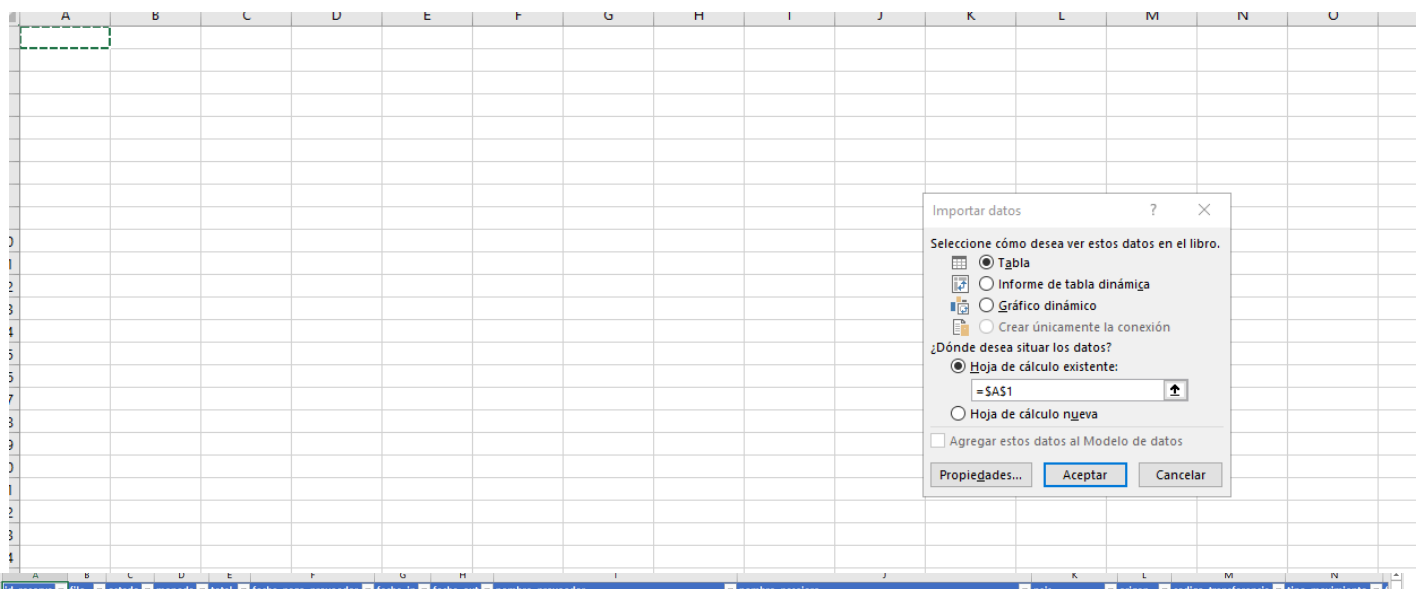 A B C D E F G H I J K L M N O
Importar datos ? ×
Seleccione cómo desea ver estos datos en el libro.
Tabla
Informe de tabla dinámica
Gráfico dinámico
Crear únicamente la conexión
¿Dónde desea situar los datos?
Hoja de cálculo existente:
=$A$1
Hoja de cálculo nueva
Agregar estos datos al Modelo de datos
Propiedades... Aceptar Cancelar
A B C D E F G H I J K L M N